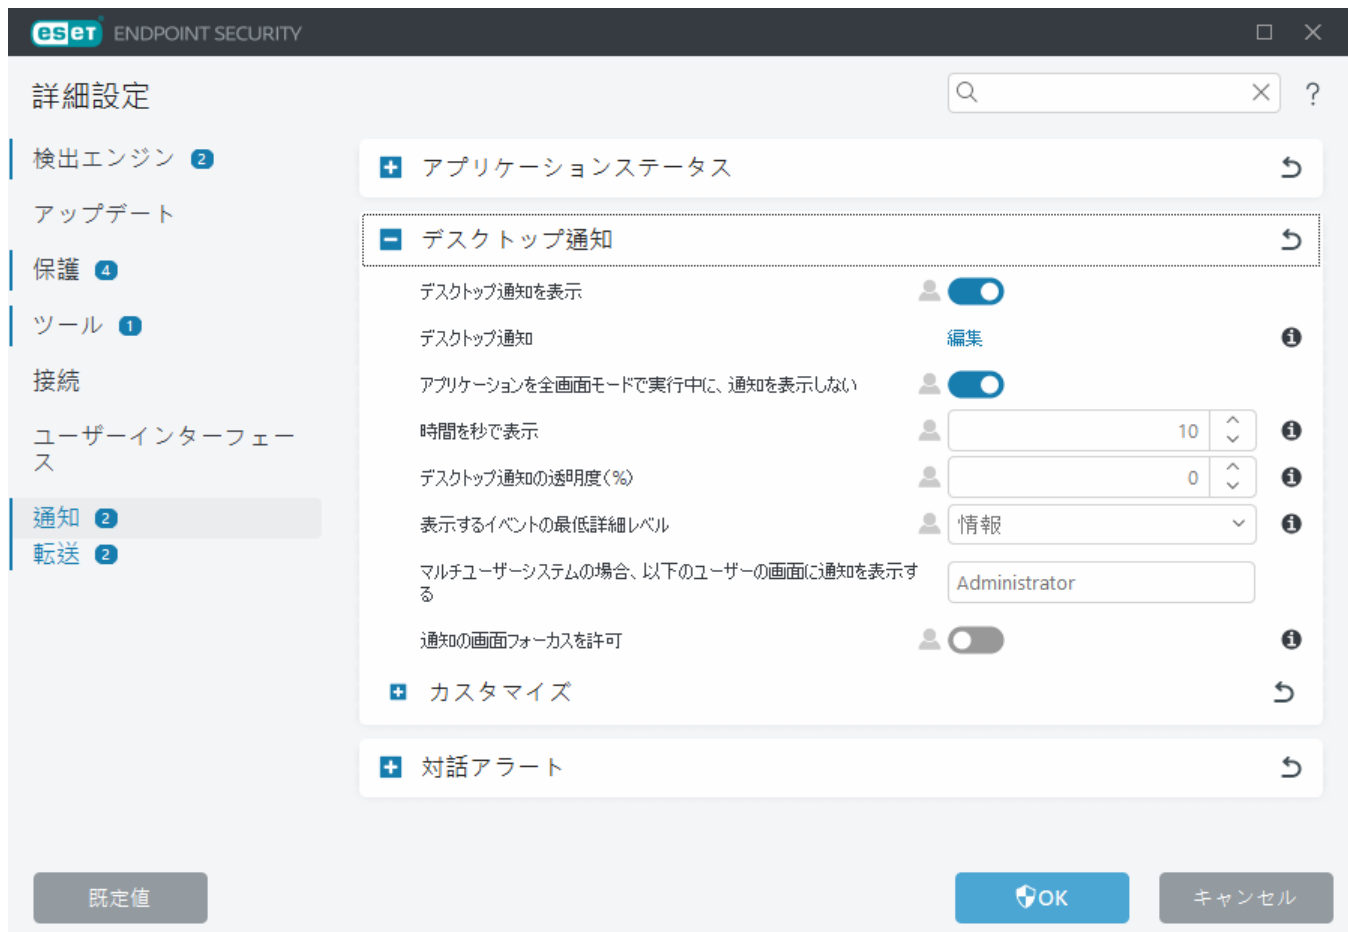 eset ENDPOINT SECURITY
詳細設定
?
検出エンジン 2
アップデート
保護 4
ツール 1
接続
ユーザーインターフェー
ス
通知 2
転送 2
アプリケーションステータス
デスクトップ通知
デスクトップ通知を表示
デスクトップ通知 編集
アプリケーションを全画面モードで実行中に、通知を表示しない
時間を秒で表示 10
デスクトップ通知の透明度(%) 0
表示するイベントの最低詳細レベル 情報
マルチユーザーシステムの場合、以下のユーザーの画面に通知を表示す
る
Administrator
通知の画面フォーカスを許可
カスタマイズ
対話アラート
既定値
OK
キャンセル